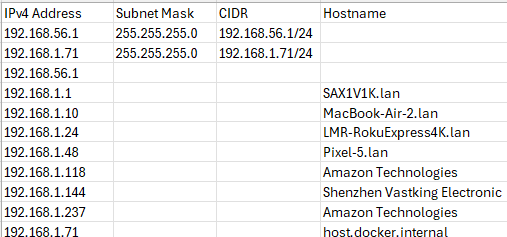 IPv4 Address Subnet Mask CIDR Hostname
192.168.56.1 255.255.255.0 192.168.56.1/24
192.168.1.71 255.255.255.0 192.168.1.71/24
192.168.56.1
192.168.1.1 SAX1V1K.lan
192.168.1.10 MacBook-Air-2.lan
192.168.1.24 LMR-RokuExpress4K.lan
192.168.1.48 Pixel-5.lan
192.168.1.118 Amazon Technologies
192.168.1.144 Shenzhen Vastking Electronic
192.168.1.237 Amazon Technologies
192.168.1.71 host.docker.internal